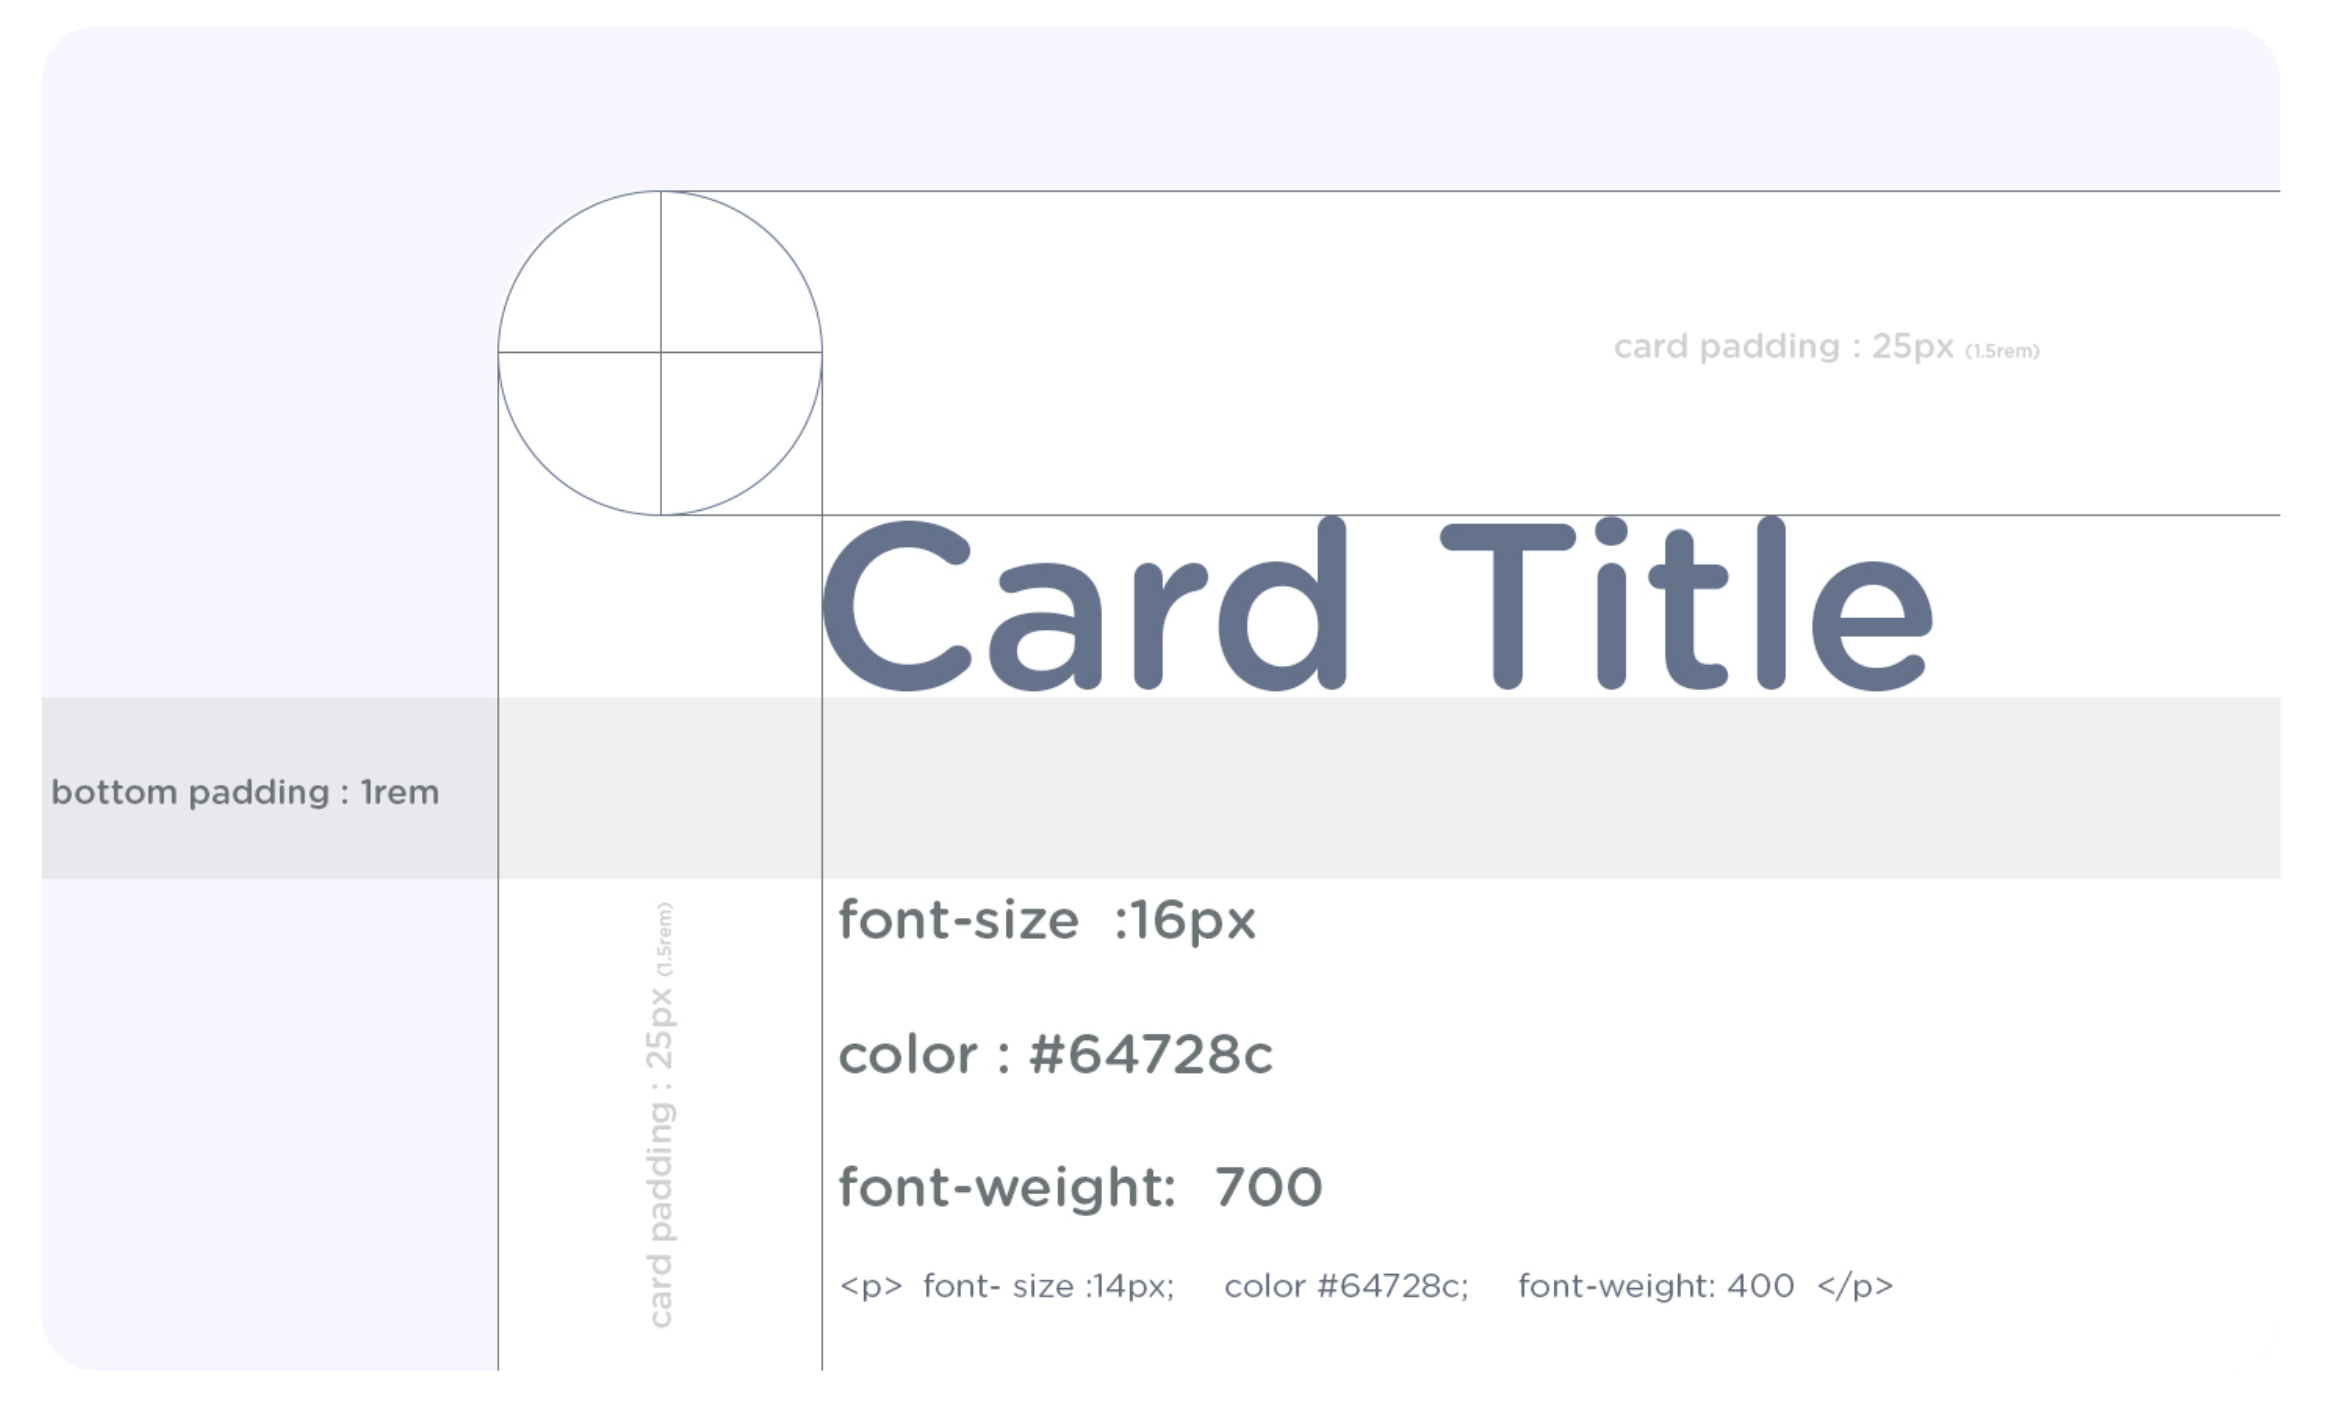 card padding : 25px (1.5rem)
Card Title
bottom padding : 1rem
font-size  :16px
color : #64728c
font-weight:  700
<p>  font- size :14px;    color #64728c;    font-weight: 400  </p>
card padding : 25px (1.5rem)